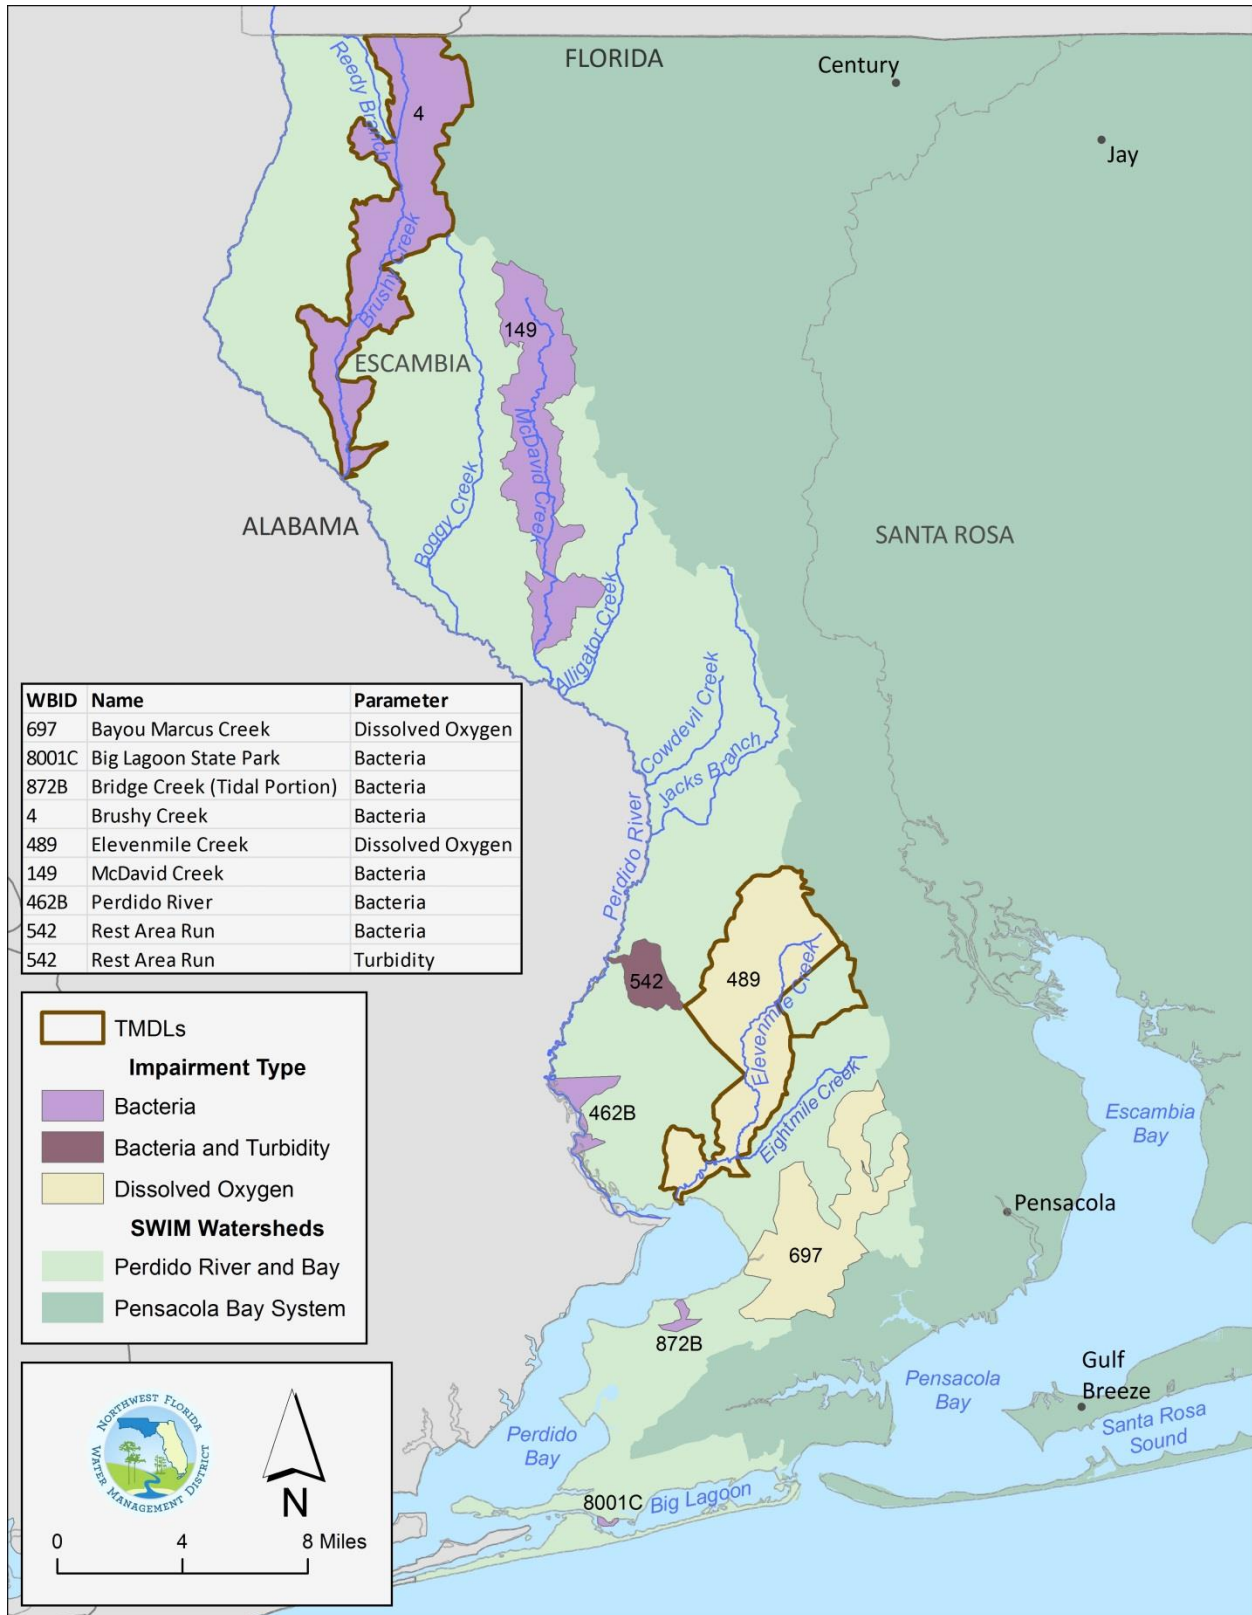 FLORIDA
Century
Jay
Reedy Branch
4
Brushy Creek
149
ESCAMBIA
McDavid Creek
Boggy Creek
ALABAMA
SANTA ROSA
Alligator Creek
Cowdevil Creek
Jacks Branch
Perdido River
WBID Name Parameter
697 Bayou Marcus Creek Dissolved Oxygen
8001C Big Lagoon State Park Bacteria
872B Bridge Creek (Tidal Portion) Bacteria
4 Brushy Creek Bacteria
489 Elevenmile Creek Dissolved Oxygen
149 McDavid Creek Bacteria
462B Perdido River Bacteria
542 Rest Area Run Bacteria
542 Rest Area Run Turbidity
542
489
Elevenmile Creek
Eightmile Creek
462B
Escambia
Bay
Pensacola
697
872B
Gulf
Breeze
Pensacola
Bay
Santa Rosa
Sound
Perdido
Bay
8001C
Big Lagoon
TMDLs
Impairment Type
Bacteria
Bacteria and Turbidity
Dissolved Oxygen
SWIM Watersheds
Perdido River and Bay
Pensacola Bay System
NORTHWEST FLORIDA
WATER MANAGEMENT DISTRICT
N
0 4 8 Miles